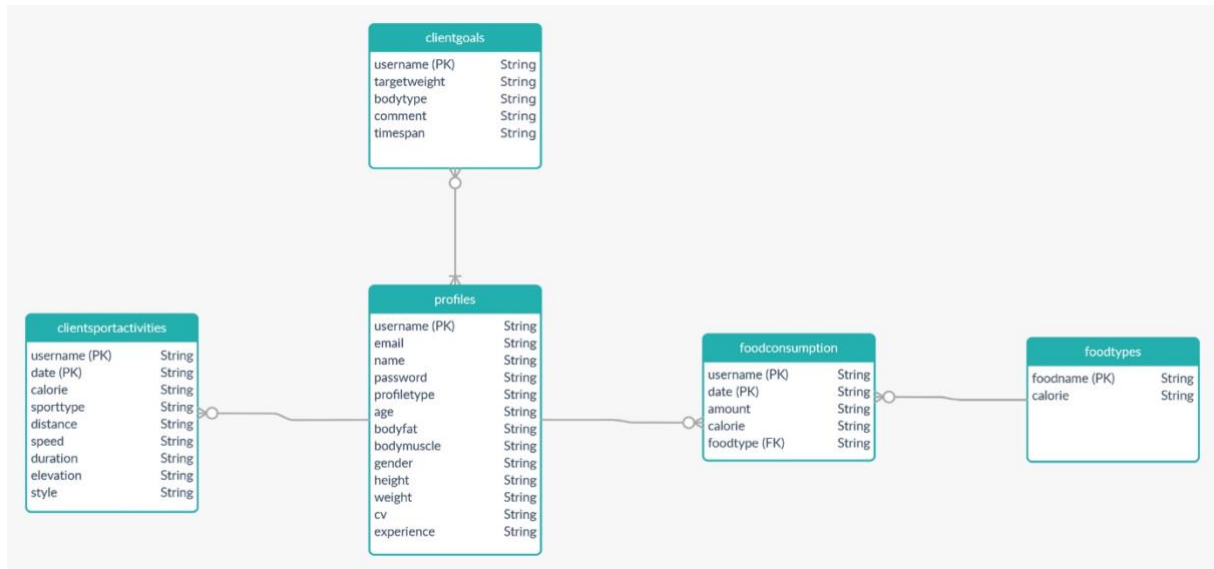 clientgoals
username (PK) String
targetweight String
bodytype String
comment String
timespan String
profiles
username (PK) String
email String
name String
password String
profiletype String
age String
bodyfat String
bodymuscle String
gender String
height String
weight String
cv String
experience String
clientsportactivities
username (PK) String
date (PK) String
calorie String
sporttype String
distance String
speed String
duration String
elevation String
style String
foodconsumption
username (PK) String
date (PK) String
amount String
calorie String
foodtype (FK) String
foodtypes
foodname (PK) String
calorie String